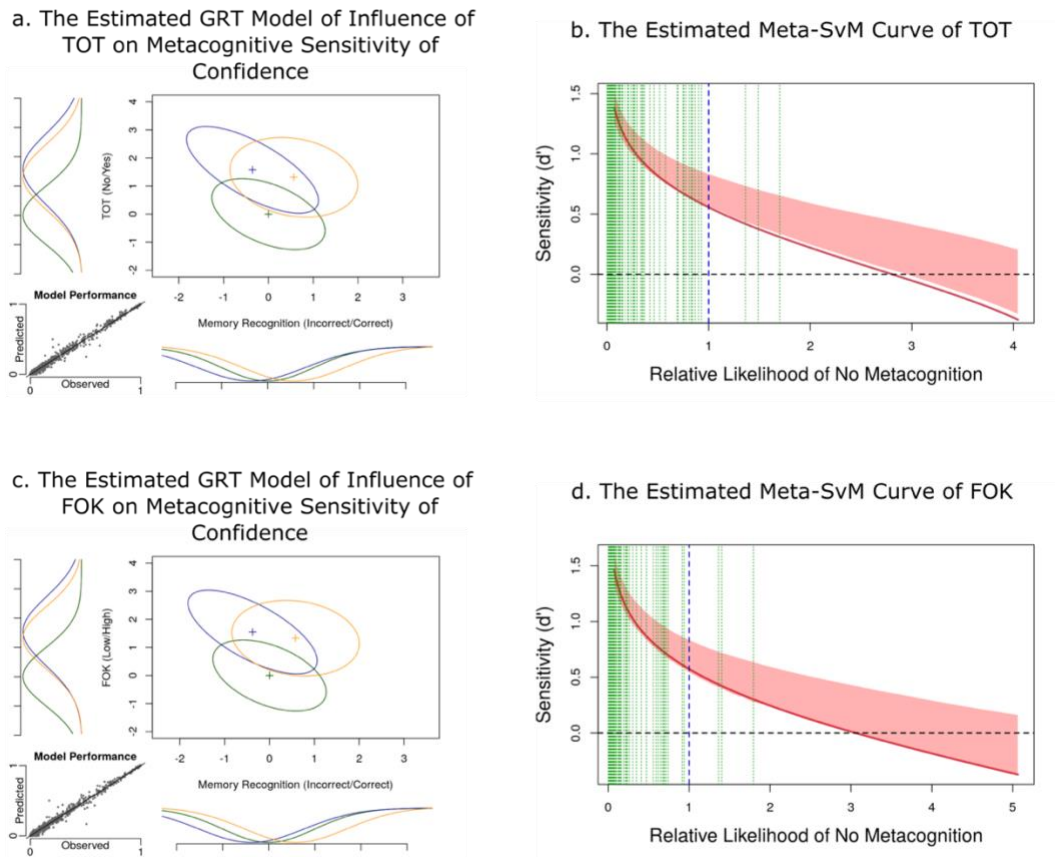 a. The Estimated GRT Model of Influence of
TOT on Metacognitive Sensitivity of
Confidence
TOT (No/Yes)
4
3
2
1
0
-1
-2
-2 -1 0 1 2 3
Memory Recognition (Incorrect/Correct)
Model Performance
Predicted
1
0
0 1
Observed
b. The Estimated Meta-SvM Curve of TOT
Sensitivity (d')
1.5
1.0
0.5
0.0
0 1 2 3 4
Relative Likelihood of No Metacognition
c. The Estimated GRT Model of Influence of
FOK on Metacognitive Sensitivity of
Confidence
FOK (Low/High)
4
3
2
1
0
-1
-2
-2 -1 0 1 2 3
Memory Recognition (Incorrect/Correct)
Model Performance
Predicted
1
0
0 1
Observed
d. The Estimated Meta-SvM Curve of FOK
Sensitivity (d')
1.5
1.0
0.5
0.0
0 1 2 3 4 5
Relative Likelihood of No Metacognition